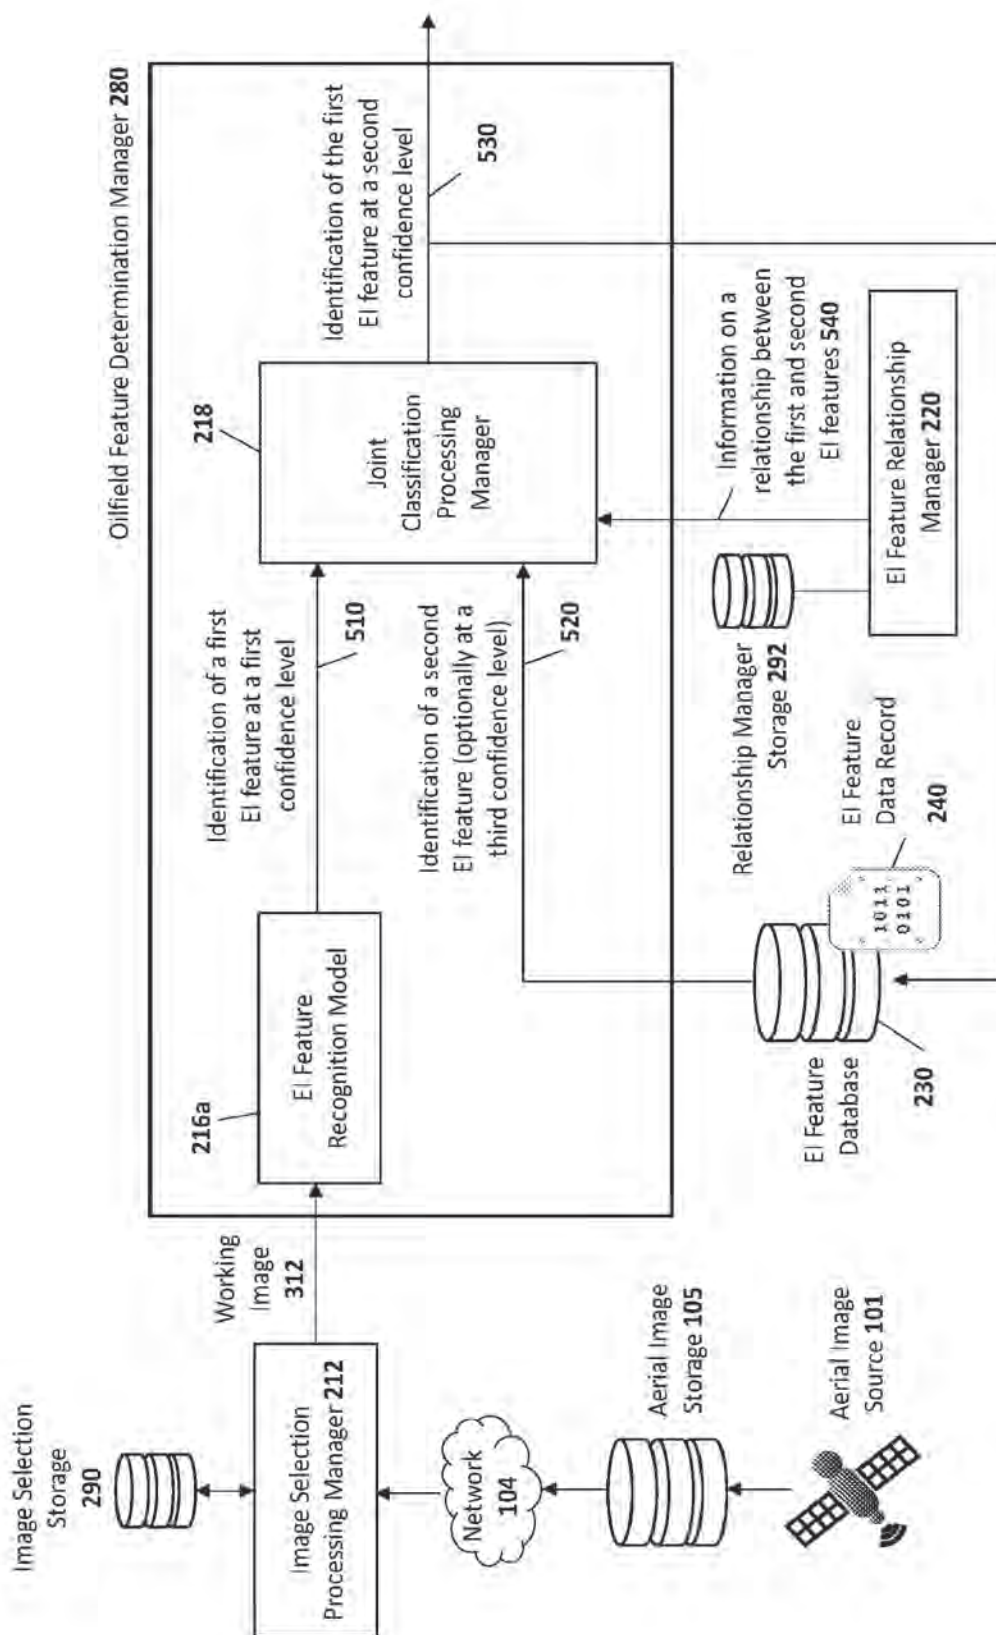 Oilfield Feature Determination Manager 280
Image Selection
Storage
290
Image Selection
Processing Manager 212
Working
Image
312
216a
EI Feature
Recognition Model
Identification of a first
EI feature at a first
confidence level
510
218
Joint
Classification
Processing
Manager
Identification of the first
EI feature at a second
confidence level
530
Identification of a second
EI feature (optionally at a
third confidence level)
520
Network
104
Aerial Image
Storage 105
Aerial Image
Source 101
EI Feature
Database
230
1011
0101
EI Feature
Data Record
240
Relationship Manager
Storage 292
Information on a
relationship between
the first and second
EI features 540
EI Feature Relationship
Manager 220